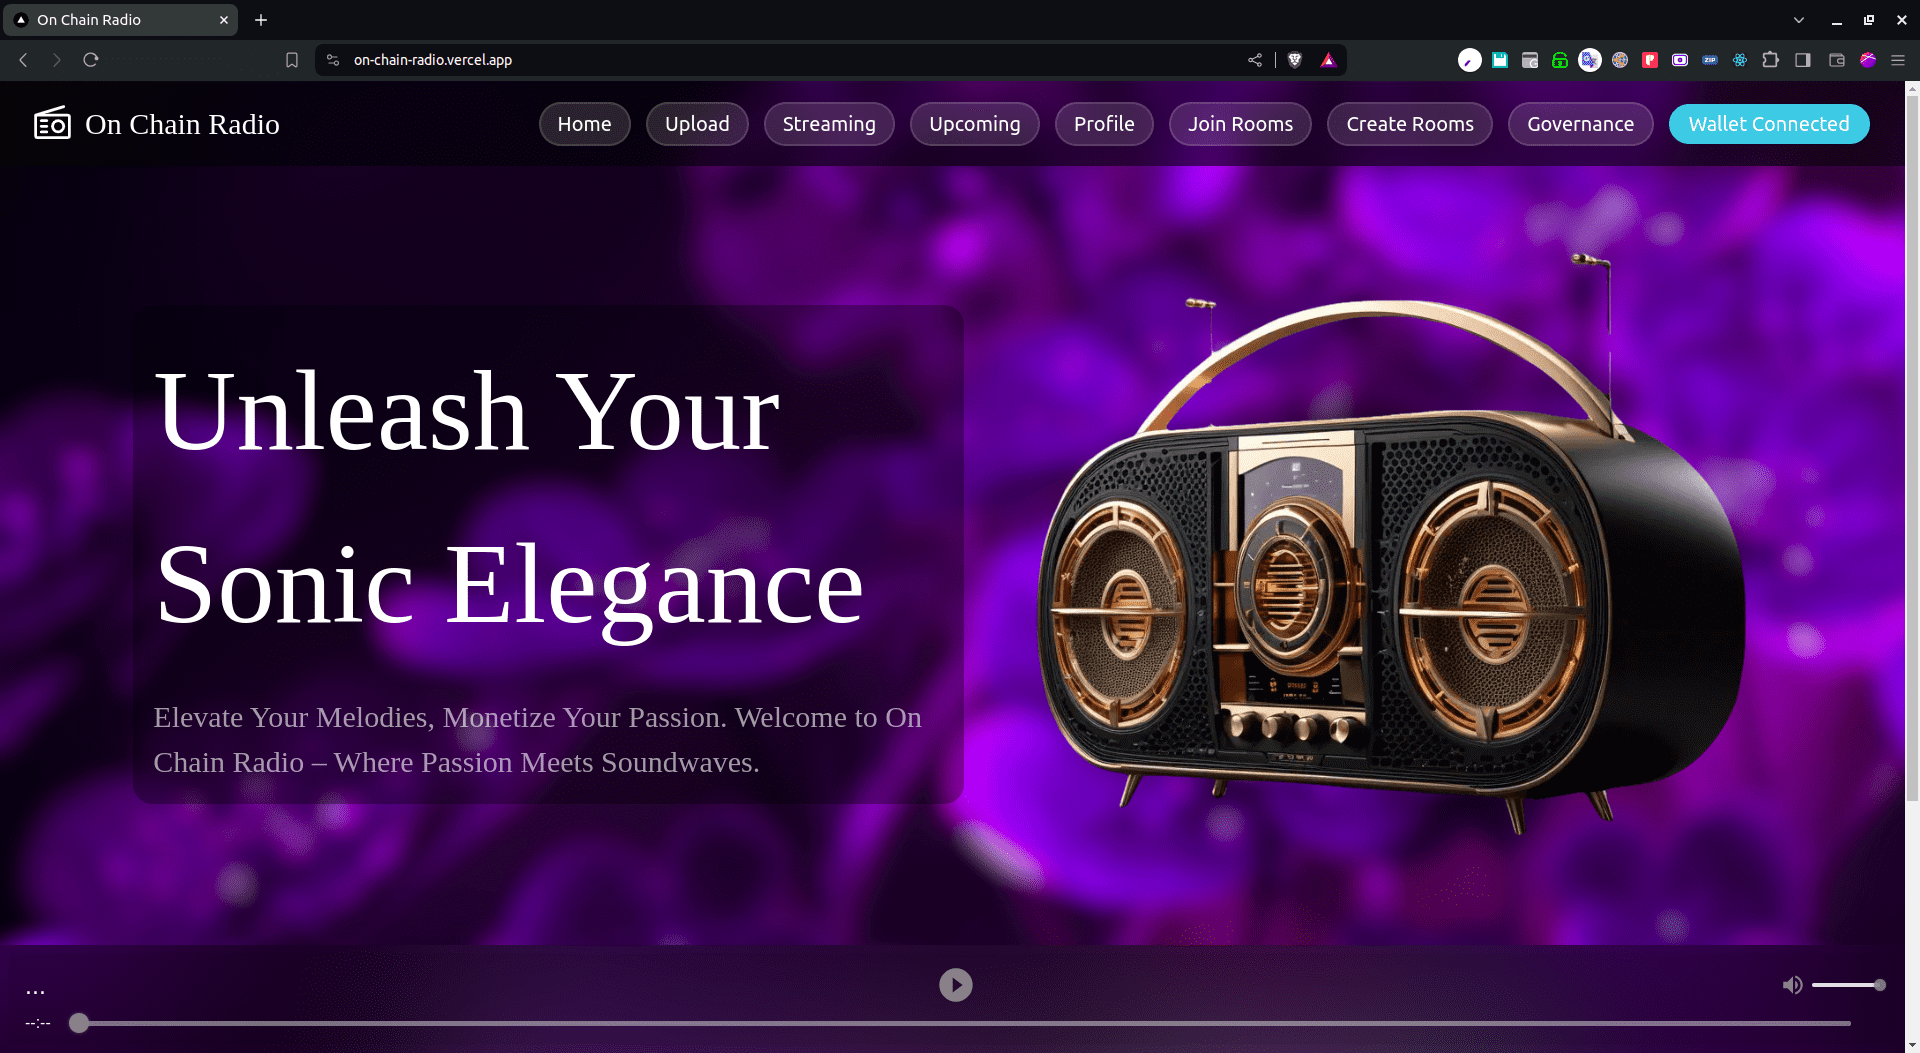 On Chain Radio
on-chain-radio.vercel.app
ZIP
On Chain Radio
Home
Upload
Streaming
Upcoming
Profile
Join Rooms
Create Rooms
Governance
Wallet Connected
Unleash Your
Sonic Elegance
Elevate Your Melodies, Monetize Your Passion. Welcome to On
Chain Radio – Where Passion Meets Soundwaves.
...
--:--